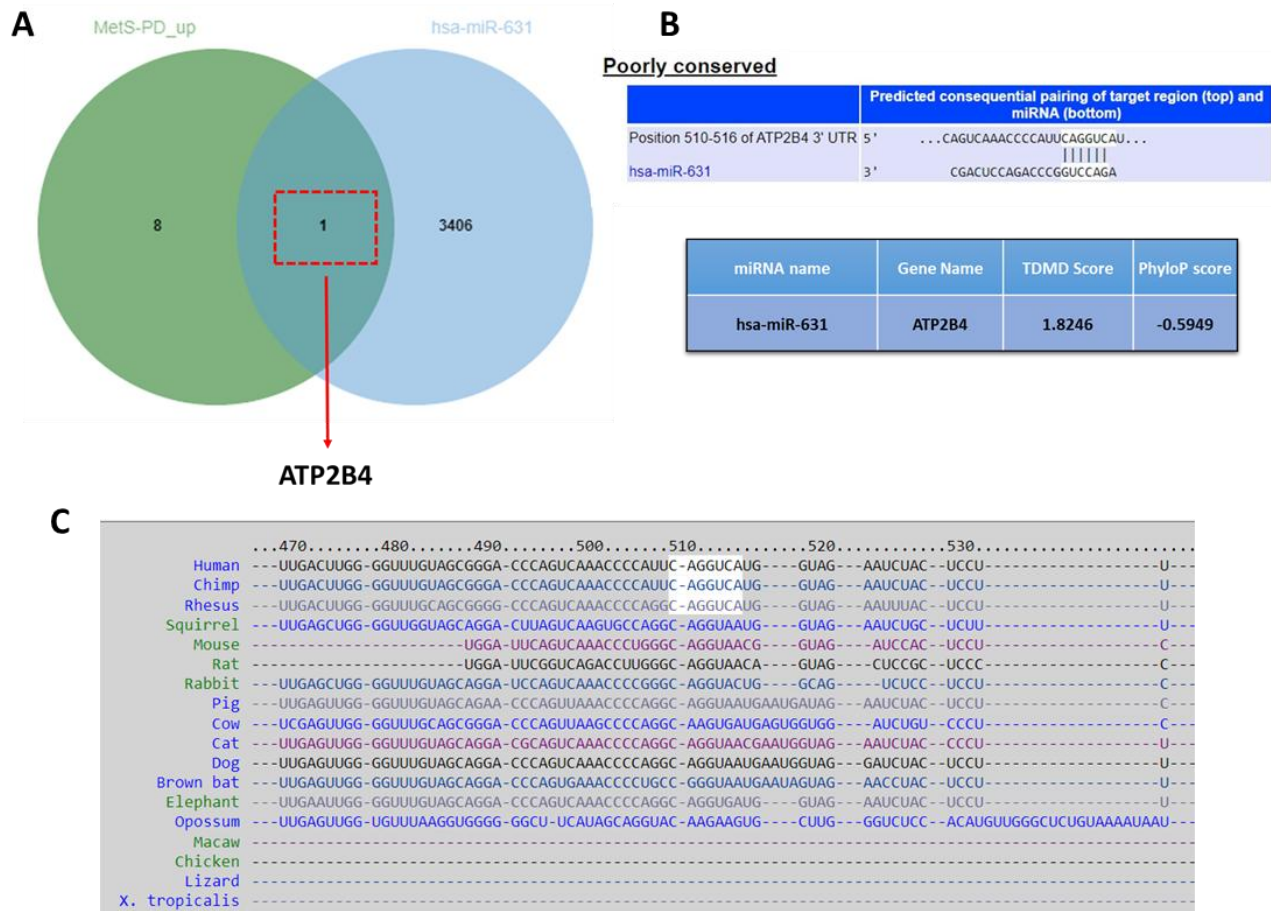 A
MetS-PD_up
hsa-miR-631
8
1
3406
ATP2B4
B
Poorly conserved
Predicted consequential pairing of target region (top) and miRNA (bottom)
Position 510-516 of ATP2B4 3' UTR 5' ...CAGUCAAACCCCAUUCAGGUCAU...
||||||
hsa-miR-631 3' CGACUCCAGACCCGGUCCAGA
miRNA name Gene Name TDMD Score PhyloP score
hsa-miR-631 ATP2B4 1.8246 -0.5949
C
...470........480.......490........500........510........520.........530......................
Human ---UUGACUUGG-GGUUUGUAGCGGGA-CCCAGUCAAACCCCAUUC-AGGUCAUG----GUAG---AAUCUAC--UCCU-------------------U
Chimp ---UUGACUUGG-GGUUUGUAGCGGGA-CCCAGUCAAACCCCAUUC-AGGUCAUG----GUAG---AAUCUAC--UCCU-------------------U
Rhesus ---UUGACUUGG-GGUUUGCAGCGGGG-CCCAGUCAAACCCCAGGC-AGGUCAUG----GUAG---AAUUUAC--UCCU-------------------U
Squirrel ---UUGAGCUGG-GGUUGGUAGCAGGA-CUUAGUCAAGUGCCAGGC-AGGUAAUG----GUAG---AAUCUGC--UCUU-------------------U
Mouse -----------------------UGGA-UUCAGUCAAACCCUGGGC-AGGUAACG----GUAG---AUCCAC--UCCU-------------------C
Rat -----------------------UGGA-UUCGGUCAGACCUUGGGC-AGGUAACA----GUAG---CUCCGC--UCCC-------------------C
Rabbit ---UUGAGCUGG-GGUUUGUAGCAGGA-UCCAGUCAAACCCCGGGC-AGGUACUG----GCAG-----UCUCC--UCCU-------------------U
Pig ---UUGAGUUGG-GGUUUGUAGCAGAA-CCCAGUCAAACCCCAGGC-AGGUAAUGAAUGAUAG---AAUCUAC--UCCU-------------------U
Cow ---UCGAGUUGG-GGUUUGCAGCAGGA-CCCAGUUAAGCCCCAGGC-AAGUGAUGAGUGGUGG---AUCUGU--CCCU-------------------C
Cat ---UUGAGUUGG-GGUUUGUAGCAGGA-CGCAGUCAAACCCCAGGC-AGGUAACGAAUGGUAG---AAUCUAC--CCCU-------------------U
Dog ---UUGAGUUGG-GGUUUGUAGCAGGA-CCCAGUCAAACCCCAGGC-AGGUAAUGAAUGGUAG---GAUCUAC--UCCU-------------------U
Brown bat ---UUGAGUUGG-GGUUUGUAGCAGGA-CCCAGUGAAACCCCUGCC-GGGUAAUGAAUAGUAG---AACCUAC--UCCU-------------------U
Elephant ---UUGAAUUGG-GGUUUGUAGCAGGA-CCCAGUCAAACCCCAGGC-AGGUGAUG----GUAG---AAUCUAC--UCCU-------------------U
Opossum ---UUGAGUUGG-UGUUUAAGGUGGGG-GGCU-UCAUAGCAGGUAC-AAGAAGUG----CUUG---GGUCUCC--ACAUGUUGGGCUCUGUAAAAUAAU
Macaw ---------------------------------------------------------------------------------------------------
Chicken ---------------------------------------------------------------------------------------------------
Lizard ---------------------------------------------------------------------------------------------------
X. tropicalis ---------------------------------------------------------------------------------------------------